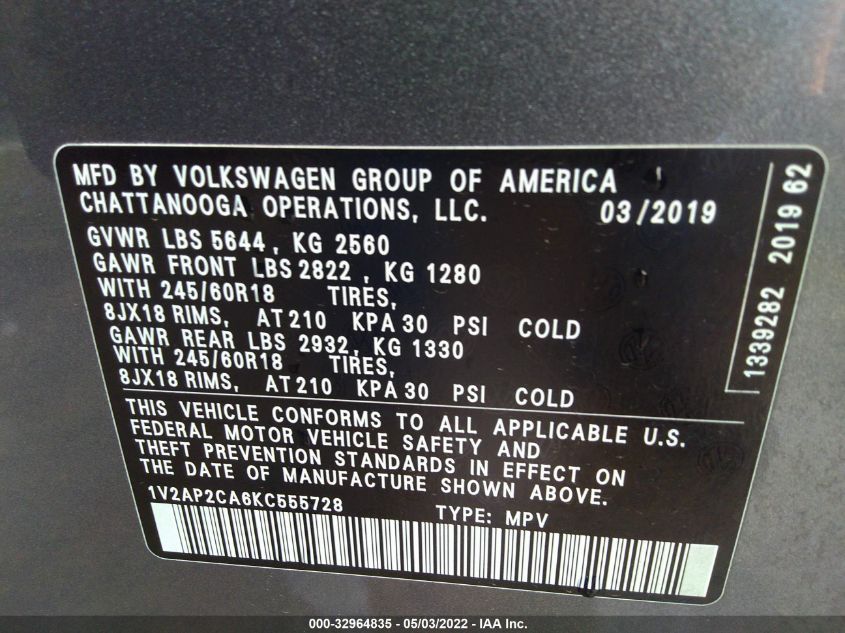 MFD BY VOLKSWAGEN GROUP OF AMERICA
CHATTANOOGA OPERATIONS, LLC. 03/2019
GVWR LBS 5644, KG 2560
GAWR FRONT LBS 2822, KG 1280
WITH 245/60R18 TIRES,
8JX18 RIMS, AT 210 KPA 30 PSI COLD
GAWR REAR LBS 2932, KG 1330
WITH 245/60R18 TIRES,
8JX18 RIMS, AT 210 KPA 30 PSI COLD
THIS VEHICLE CONFORMS TO ALL APPLICABLE U.S.
FEDERAL MOTOR VEHICLE SAFETY AND
THEFT PREVENTION STANDARDS IN EFFECT ON
THE DATE OF MANUFACTURE SHOWN ABOVE.
1V2AP2CA6KC555728 TYPE: MPV
1339282 2019 62
000-32964835 - 05/03/2022 - IAA Inc.